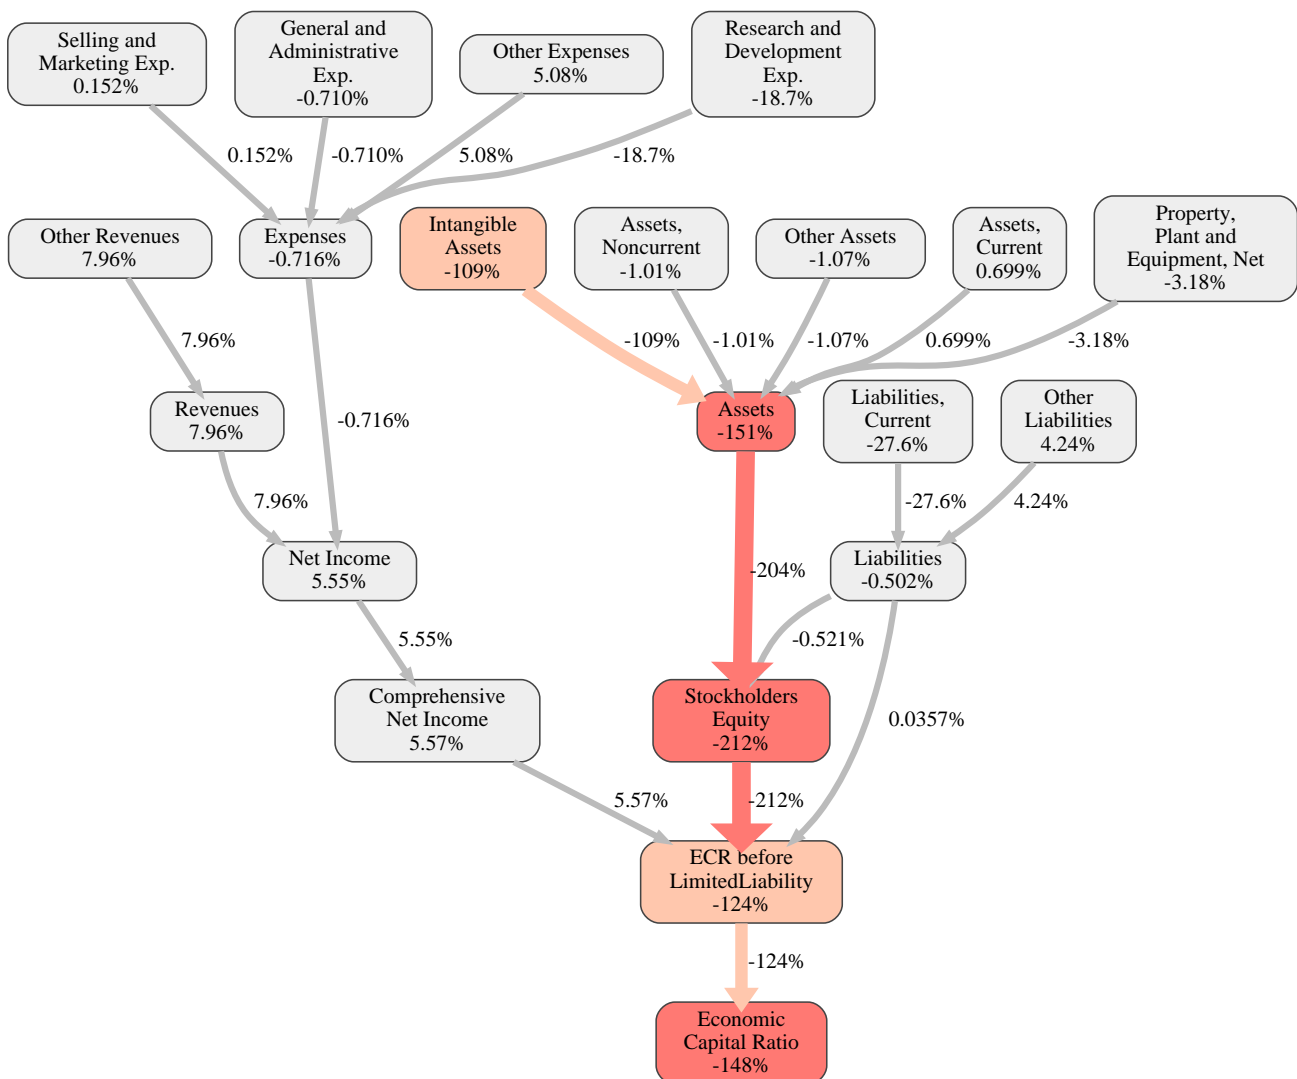 Selling and
Marketing Exp.
0.152%
General and
Administrative
Exp.
-0.710%
Other Expenses
5.08%
Research and
Development
Exp.
-18.7%
0.152%
-0.710%
5.08%
-18.7%
Other Revenues
7.96%
Expenses
-0.716%
Intangible
Assets
-109%
Assets,
Noncurrent
-1.01%
Other Assets
-1.07%
Assets,
Current
0.699%
Property,
Plant and
Equipment, Net
-3.18%
7.96%
-109%
-1.01%
-1.07%
0.699%
-3.18%
Revenues
7.96%
-0.716%
Assets
-151%
Liabilities,
Current
-27.6%
Other
Liabilities
4.24%
7.96%
-27.6%
4.24%
Net Income
5.55%
-204%
Liabilities
-0.502%
5.55%
-0.521%
Comprehensive
Net Income
5.57%
Stockholders
Equity
-212%
0.0357%
5.57%
-212%
ECR before
LimitedLiability
-124%
-124%
Economic
Capital Ratio
-148%